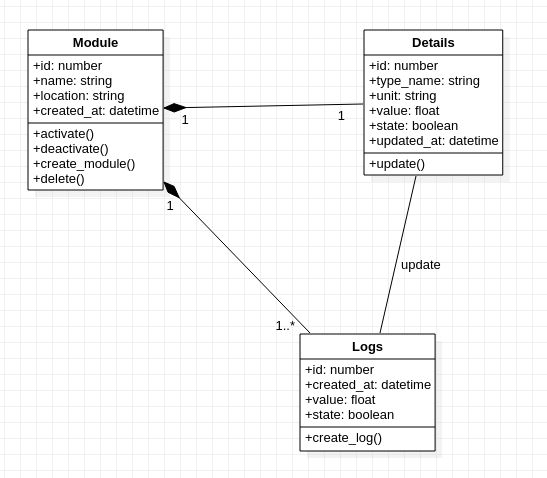 Module
+id: number
+name: string
+location: string
+created_at: datetime
+activate()
+deactivate()
+create_module()
+delete()
1
1
Details
+id: number
+type_name: string
+unit: string
+value: float
+state: boolean
+updated_at: datetime
+update()
1
update
1..*
Logs
+id: number
+created_at: datetime
+value: float
+state: boolean
+create_log()